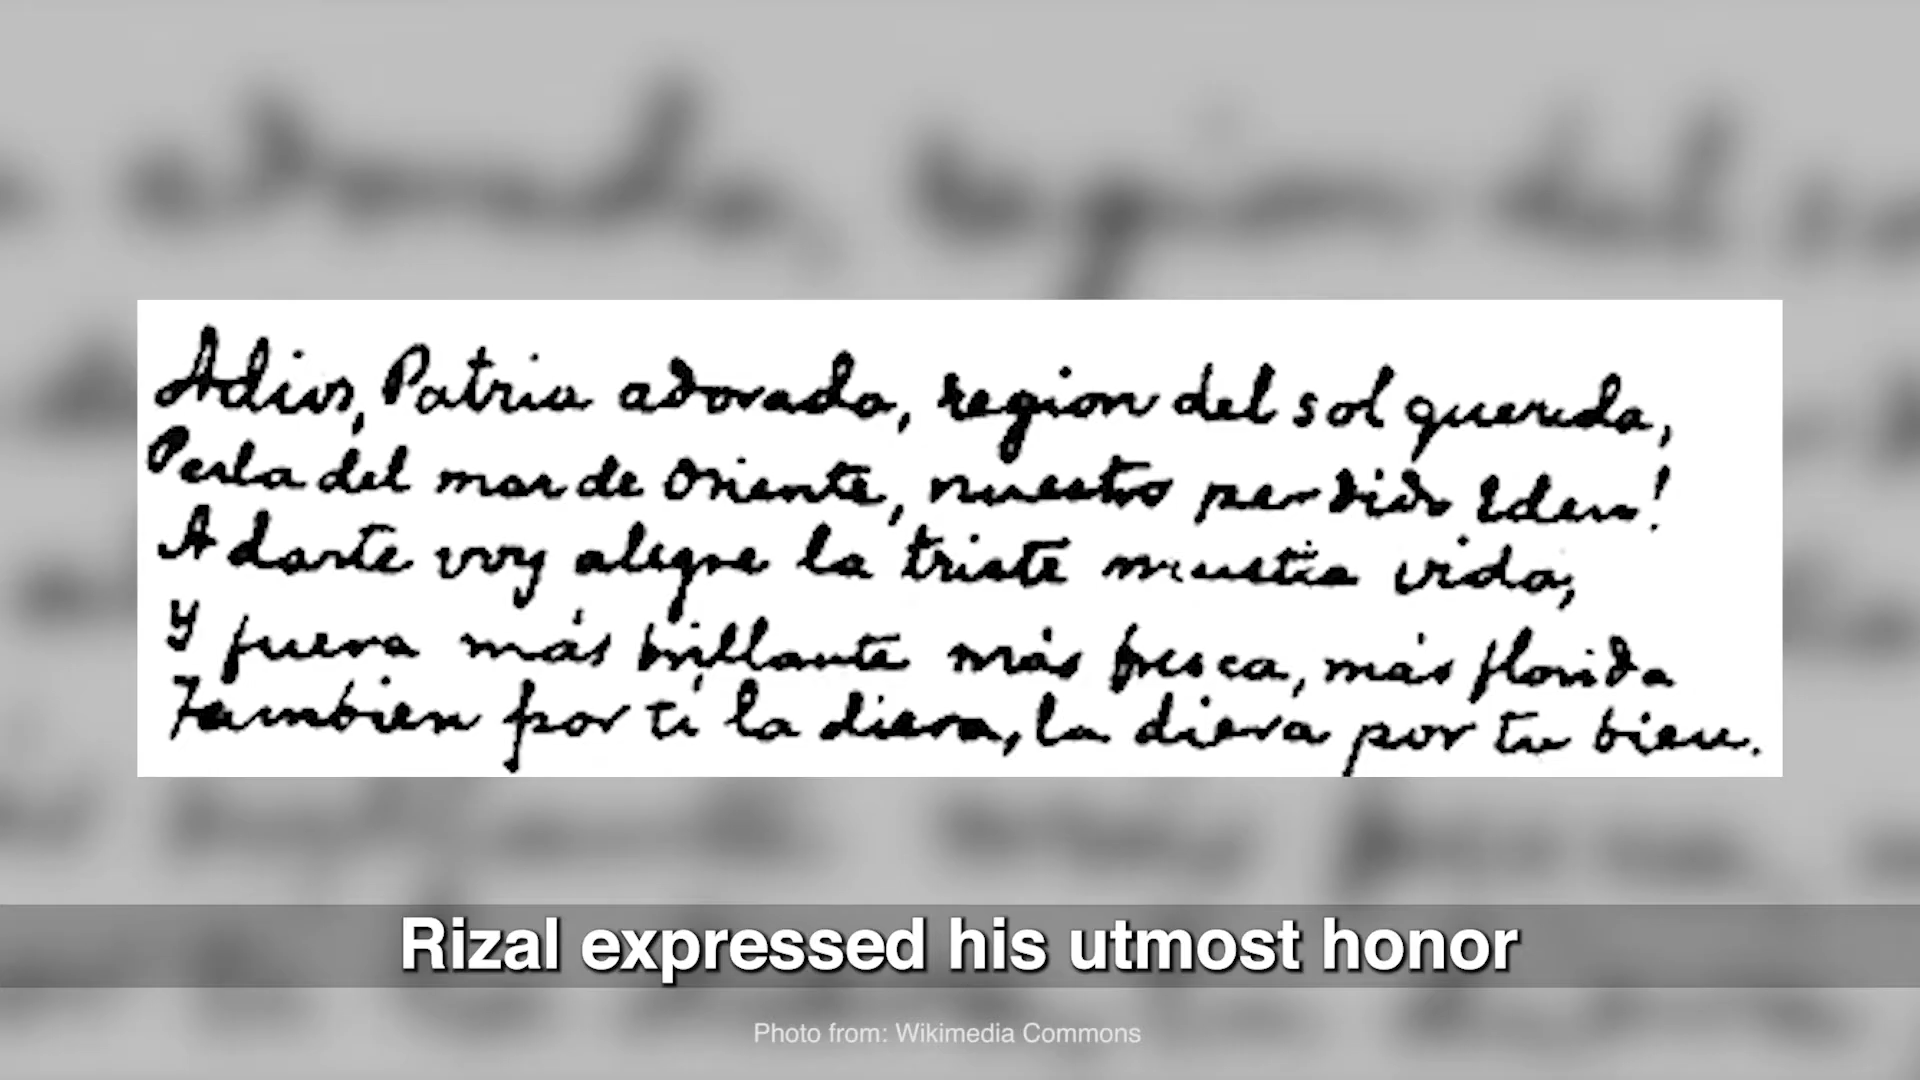 Adios, Patria adorada, region del sol querida,
Perla del mar de Oriente, nuestro perdido Eden!
A darte voy alegre la triste mustia vida,
Y fuera más brillante más fresca, más florida
Tambien por tí la diera, la diera por tu bien.
Rizal expressed his utmost honor
Photo from: Wikimedia Commons